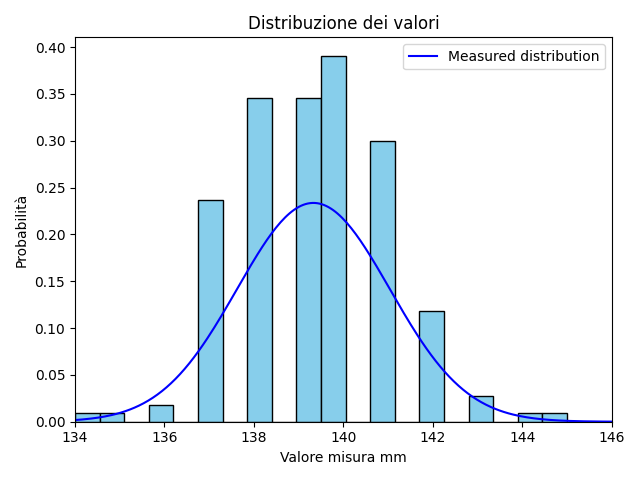 Distribuzione dei valori
Measured distribution
Probabilità
0.40
0.35
0.30
0.25
0.20
0.15
0.10
0.05
0.00
134 136 138 140 142 144 146
Valore misura mm